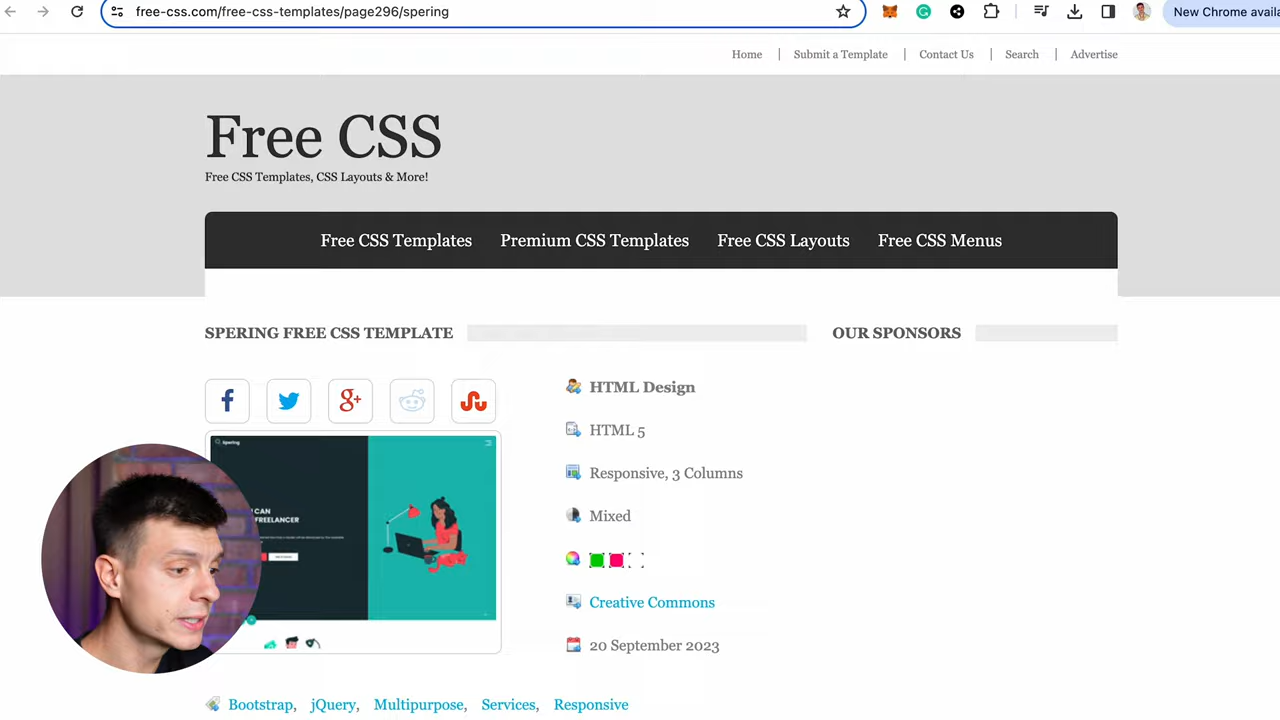 free-css.com/free-css-templates/page296/spering
New Chrome availa
Home
Submit a Template
Contact Us
Search
Advertise
Free CSS
Free CSS Templates, CSS Layouts & More!
Free CSS Templates
Premium CSS Templates
Free CSS Layouts
Free CSS Menus
SPERING FREE CSS TEMPLATE
OUR SPONSORS
HTML Design
HTML 5
Responsive, 3 Columns
Mixed
Creative Commons
20 September 2023
Spering
CAN
FREELANCER
Bootstrap, jQuery, Multipurpose, Services, Responsive